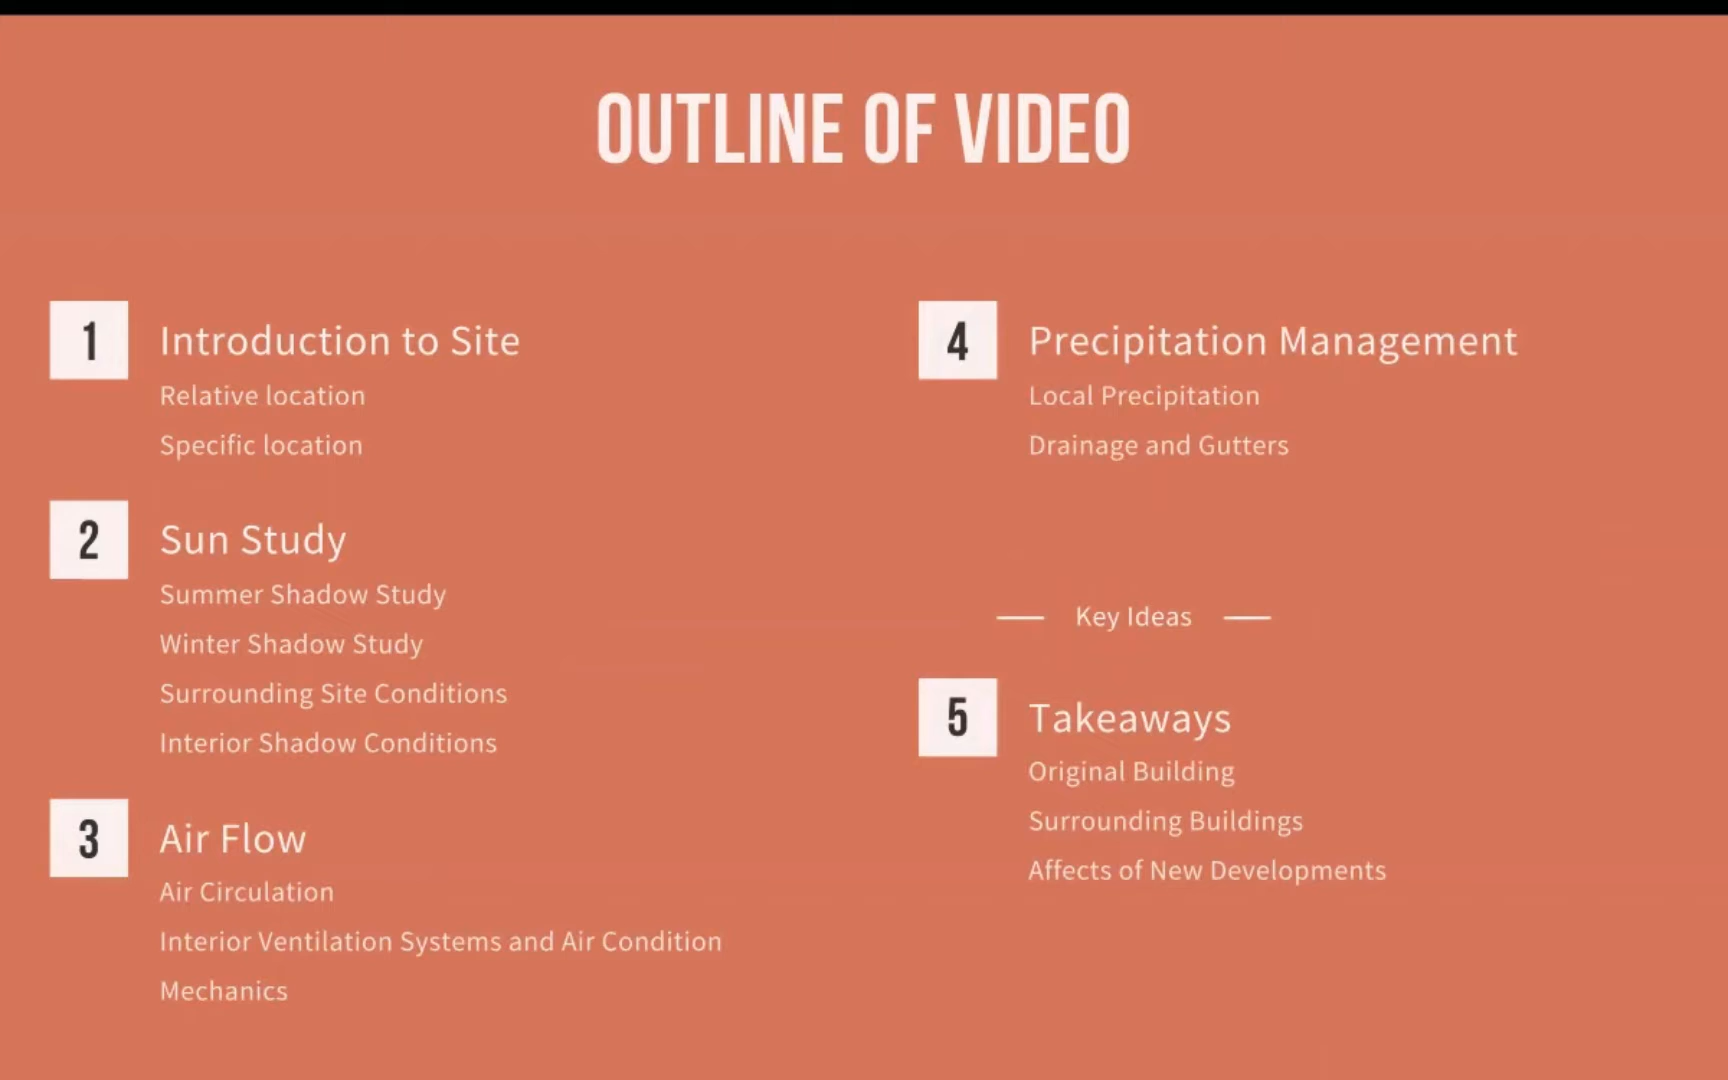 OUTLINE OF VIDEO
1
Introduction to Site
Relative location
Specific location
2
Sun Study
Summer Shadow Study
Winter Shadow Study
Surrounding Site Conditions
Interior Shadow Conditions
3
Air Flow
Air Circulation
Interior Ventilation Systems and Air Condition
Mechanics
4
Precipitation Management
Local Precipitation
Drainage and Gutters
Key Ideas
5
Takeaways
Original Building
Surrounding Buildings
Affects of New Developments